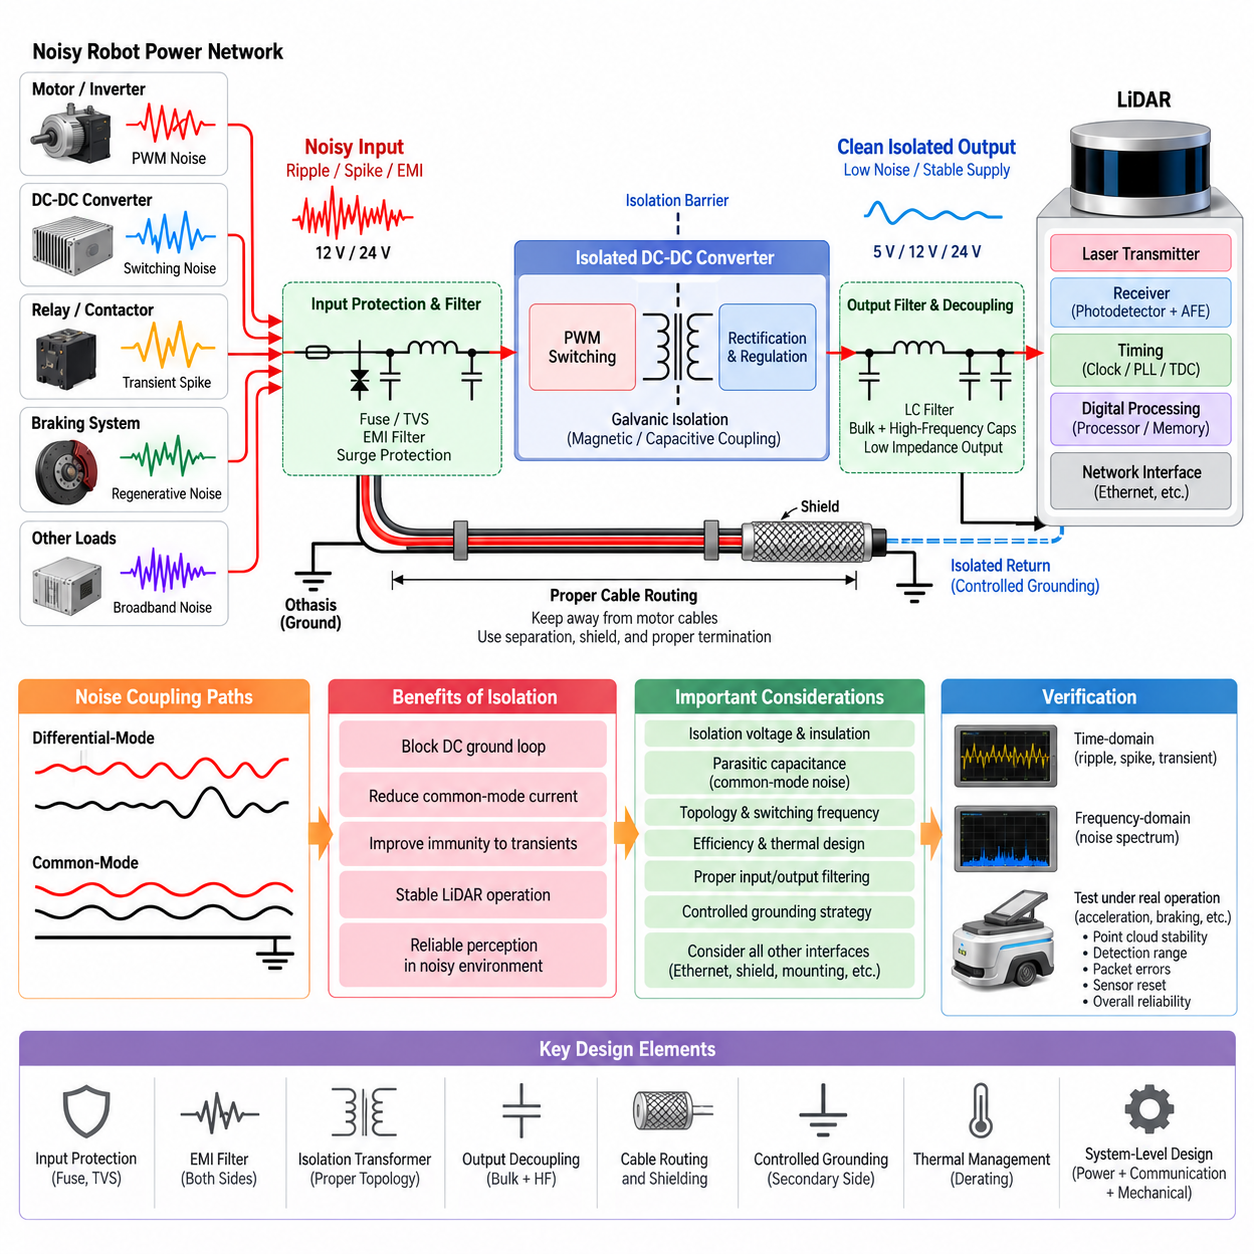 Noisy Robot Power Network
Motor / Inverter
PWM Noise
DC-DC Converter
Switching Noise
Relay / Contactor
Transient Spike
Braking System
Regenerative Noise
Other Loads
Broadband Noise
Noisy Input
Ripple / Spike / EMI
12 V / 24 V
Input Protection & Filter
Fuse / TVS
EMI Filter
Surge Protection
Isolation Barrier
Isolated DC-DC Converter
PWM
Switching
Rectification
& Regulation
Galvanic Isolation
(Magnetic / Capacitive Coupling)
Clean Isolated Output
Low Noise / Stable Supply
5 V / 12 V / 24 V
Output Filter & Decoupling
LC Filter
Bulk + High-Frequency Caps
Low Impedance Output
LiDAR
Laser Transmitter
Receiver
(Photodetector + AFE)
Timing
(Clock / PLL / TDC)
Digital Processing
(Processor / Memory)
Network Interface
(Ethernet, etc.)
Shield
Isolated Return
(Controlled Grounding)
Othasis
(Ground)
Proper Cable Routing
Keep away from motor cables
Use separation, shield, and proper termination
Noise Coupling Paths
Differential-Mode
Common-Mode
Benefits of Isolation
Block DC ground loop
Reduce common-mode current
Improve immunity to transients
Stable LiDAR operation
Reliable perception
in noisy environment
Important Considerations
Isolation voltage & insulation
Parasitic capacitance
(common-mode noise)
Topology & switching frequency
Efficiency & thermal design
Proper input/output filtering
Controlled grounding strategy
Consider all other interfaces
(Ethernet, shield, mounting, etc.)
Verification
Time-domain
(ripple, spike, transient)
Frequency-domain
(noise spectrum)
Test under real operation
(acceleration, braking, etc.)
• Point cloud stability
• Detection range
• Packet errors
• Sensor reset
• Overall reliability
Key Design Elements
Input Protection
(Fuse, TVS)
EMI Filter
(Both Sides)
Isolation Transformer
(Proper Topology)
Output Decoupling
(Bulk + HF)
Cable Routing
and Shielding
Controlled Grounding
(Secondary Side)
Thermal Management
(Derating)
System-Level Design
(Power + Communication
+ Mechanical)